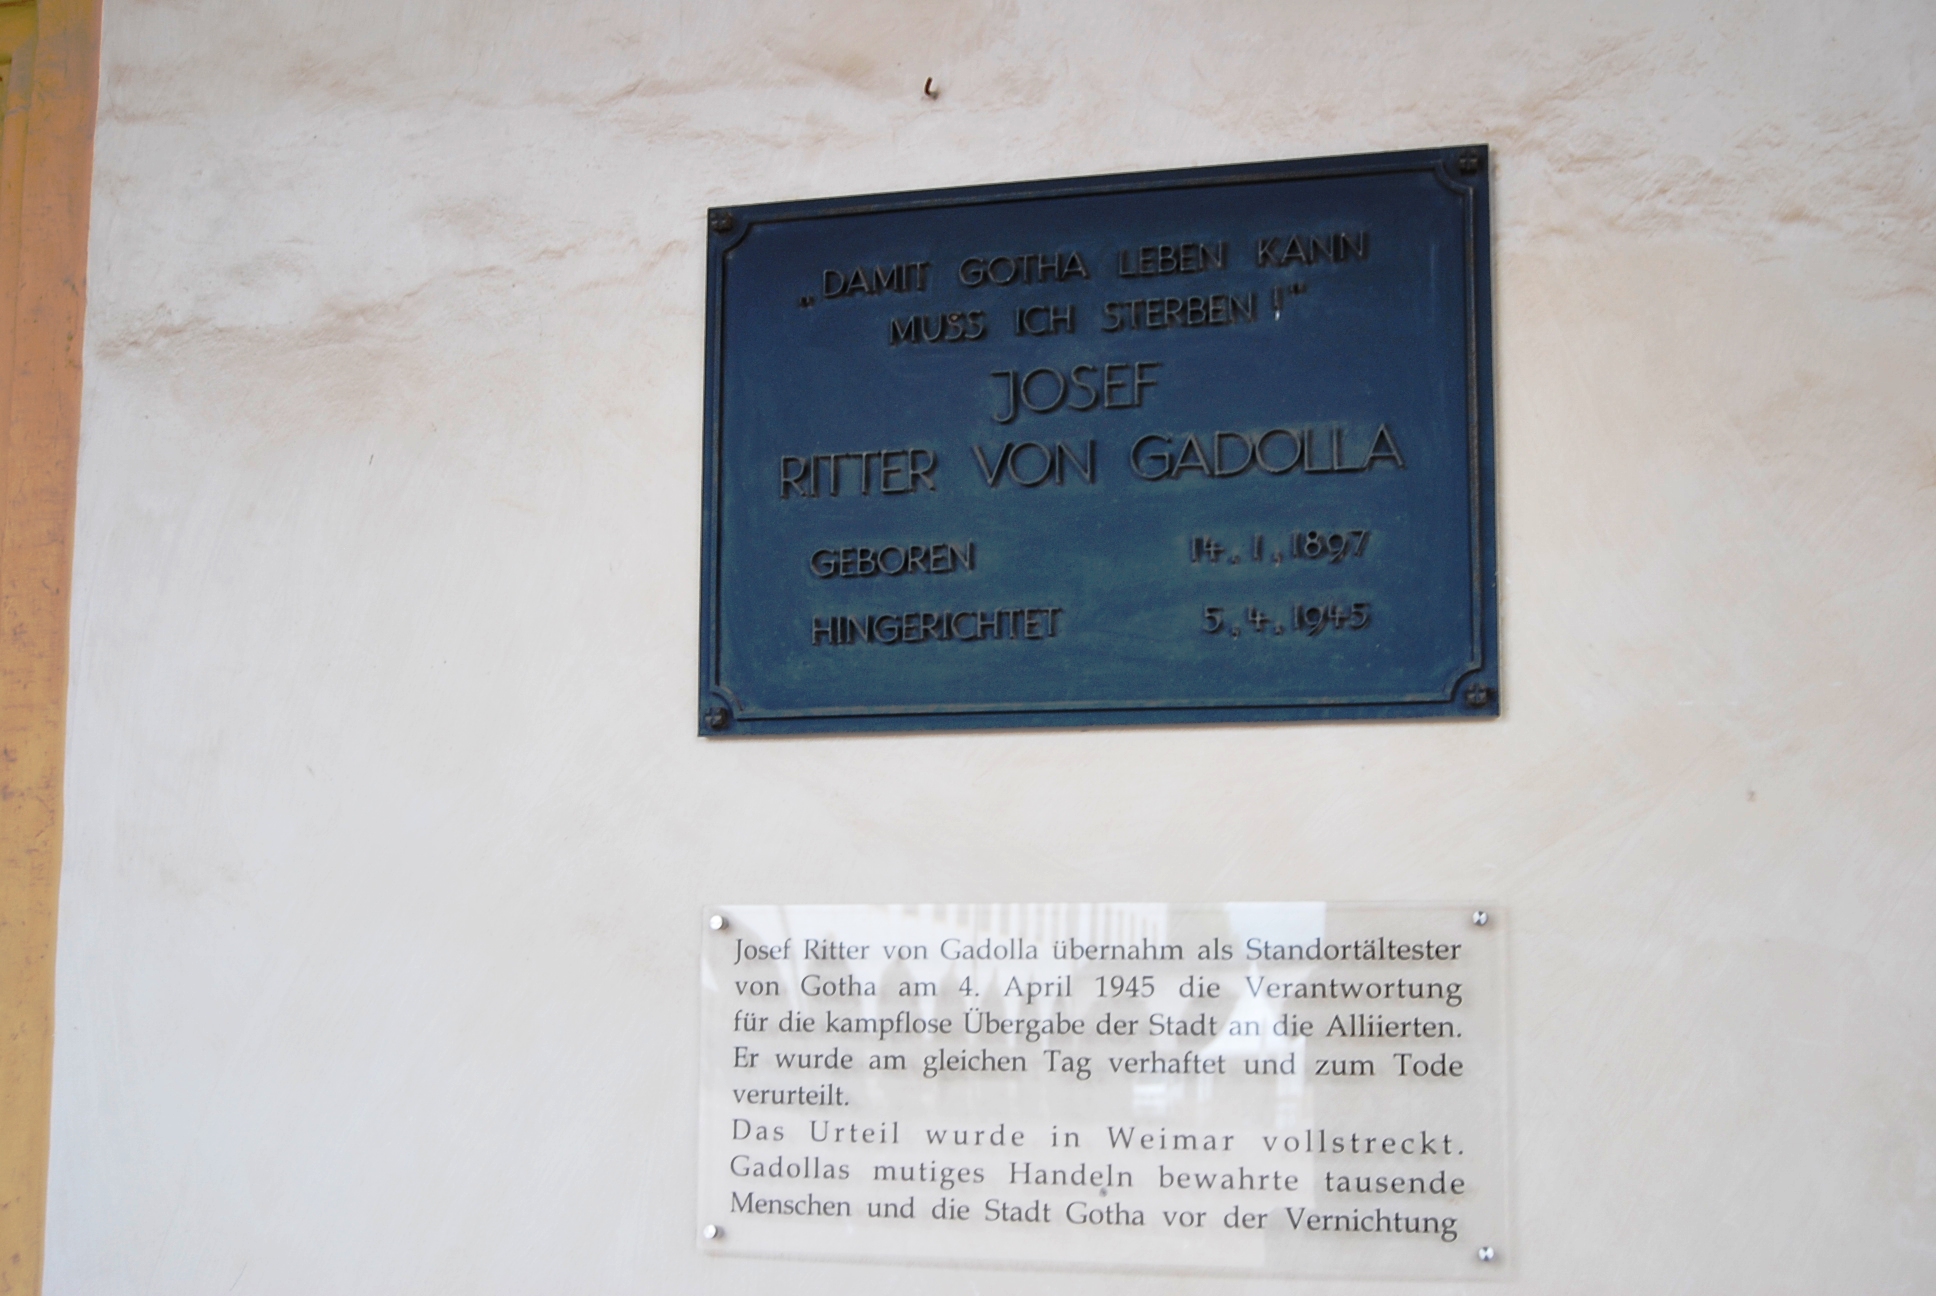 „DAMIT GOTHA LEBEN KANN
MUSS ICH STERBEN!"
JOSEF
RITTER VON GADOLLA
GEBOREN 14.1.1897
HINGERICHTET 5.4.1945
Josef Ritter von Gadolla übernahm als Standortältester
von Gotha am 4. April 1945 die Verantwortung
für die kampflose Übergabe der Stadt an die Alliierten.
Er wurde am gleichen Tag verhaftet und zum Tode
verurteilt.
Das Urteil wurde in Weimar vollstreckt.
Gadollas mutiges Handeln bewahrte tausende
Menschen und die Stadt Gotha vor der Vernichtung